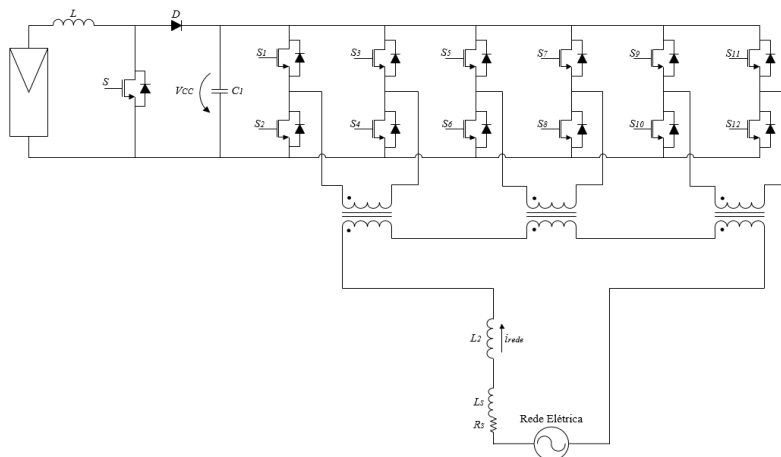 L
D
S
Vcc
C1
S1
S3
S5
S7
S9
S11
S2
S4
S6
S8
S10
S12
L2
irede
Ls
Rs
Rede Elétrica